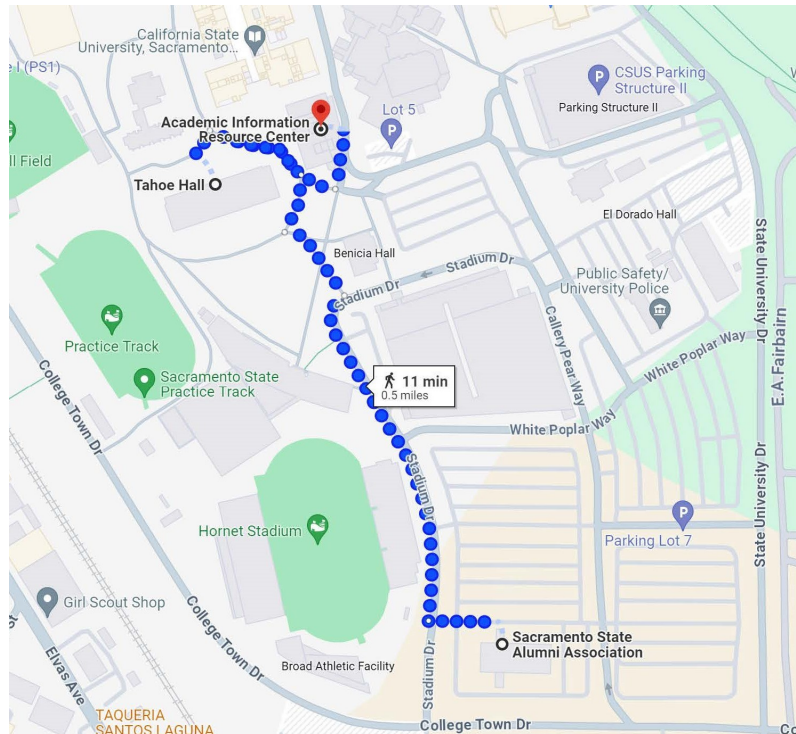 California State
University, Sacramento...
e I (PS1)
CSUS Parking
Structure II
Parking Structure II
Lot 5
Academic Information
Resource Center
ll Field
Tahoe Hall
El Dorado Hall
Benicia Hall
Stadium Dr
Stadium Dr
Public Safety/
University Police
State University Dr
E.A.Fairbairn
Practice Track
Callery Pear Way
White Poplar Way
Sacramento State
Practice Track
College Town Dr
11 min
0.5 miles
White Poplar Way
Stadium Dr
State University Dr
Hornet Stadium
Parking Lot 7
Girl Scout Shop
College Town Dr
Sacramento State
Alumni Association
Broad Athletic Facility
Stadium Dr
Elvas Ave
TAQUERIA
SANTOS LAGUNA
College Town Dr